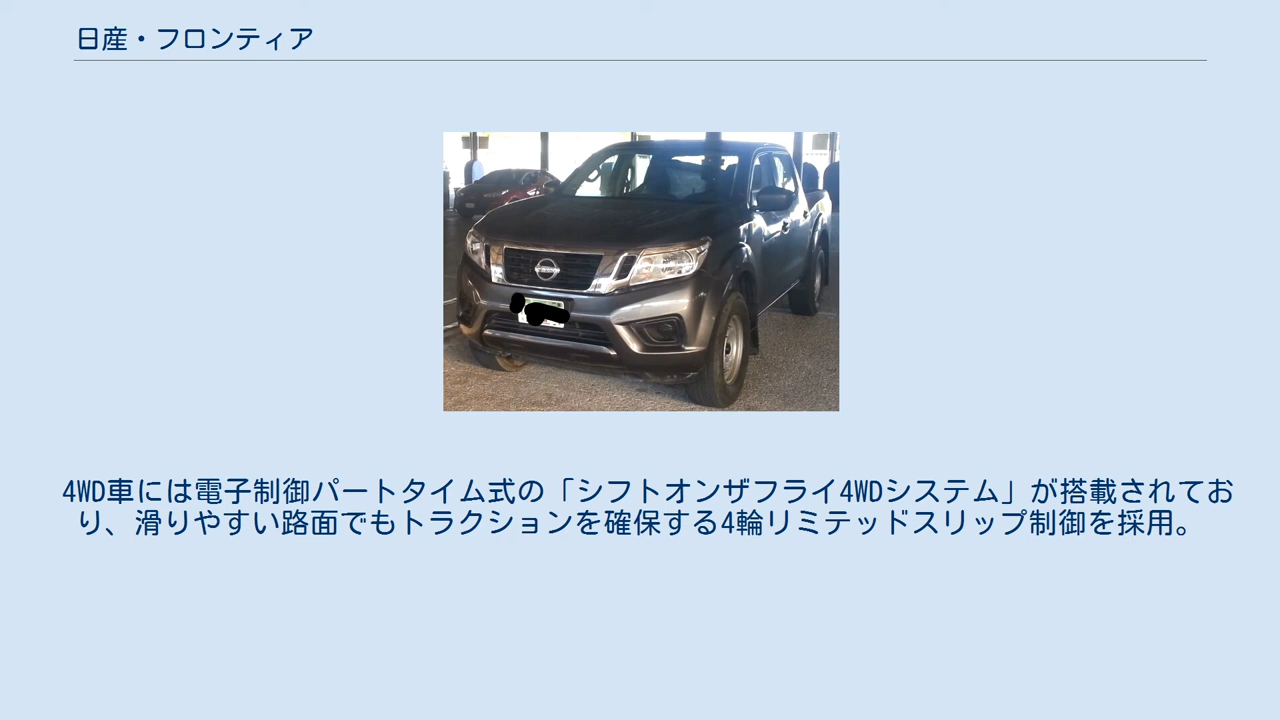 日産・フロンティア
4WD車には電子制御パートタイム式の「シフトオンザフライ4WDシステム」が搭載されてお
り、滑りやすい路面でもトラクションを確保する4輪リミテッドスリップ制御を採用。